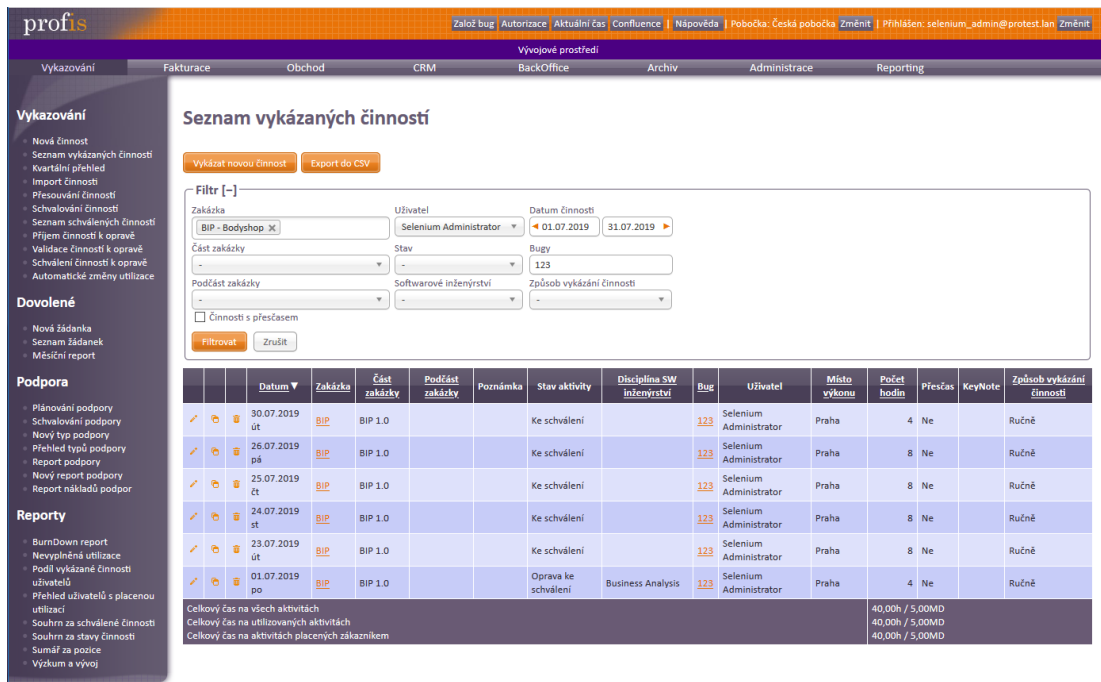 profis
Založ bug Autorizace Aktuální čas Confluence | Nápověda | Pobočka: Česká pobočka Změnit | Přihlášen: selenium_admin@protest.lan Změnit
Vývojové prostředí
Vykazování Fakturace Obchod CRM BackOffice Archiv Administrace Reporting
Vykazování
Nová činnost
Seznam vykázaných činností
Kvartální přehled
Import činnosti
Přesouvání činností
Schvalování činností
Seznam schválených činností
Příjem činností k opravě
Validace činností k opravě
Schválení činností k opravě
Automatické změny utilizace
Dovolené
Nová žádanka
Seznam žádanek
Měsíční report
Podpora
Plánování podpory
Schvalování podpory
Nový typ podpory
Přehled typů podpory
Report podpory
Nový report podpory
Report nákladů podpor
Reporty
BurnDown report
Nevyplněná utilizace
Podíl vykázané činnosti
uživatelů
Přehled uživatelů s placenou
utilizací
Souhrn za schválené činnosti
Souhrn za stavy činnosti
Sumář za pozice
Výzkum a vývoj
Seznam vykázaných činností
Vykázat novou činnost Export do CSV
Filtr [−]
Zakázka Uživatel Datum činnosti
BIP - Bodyshop Selenium Administrator 01.07.2019 31.07.2019
Část zakázky Stav Bugy
- - 123
Podčást zakázky Softwarové inženýrství Způsob vykázání činnosti
- - -
Činnosti s přesčasem
Filtrovat Zrušit
Datum▼ Zakázka Část zakázky Podčást zakázky Poznámka Stav aktivity Disciplína SW inženýrství Bug Uživatel Místo výkonu Počet hodin Přesčas KeyNote Způsob vykázání činnosti
30.07.2019 út BIP BIP 1.0 Ke schválení 123 Selenium Administrator Praha 4 Ne Ručně
26.07.2019 pá BIP BIP 1.0 Ke schválení 123 Selenium Administrator Praha 8 Ne Ručně
25.07.2019 čt BIP BIP 1.0 Ke schválení 123 Selenium Administrator Praha 8 Ne Ručně
24.07.2019 st BIP BIP 1.0 Ke schválení 123 Selenium Administrator Praha 8 Ne Ručně
23.07.2019 út BIP BIP 1.0 Ke schválení 123 Selenium Administrator Praha 8 Ne Ručně
01.07.2019 po BIP BIP 1.0 Oprava ke schválení Business Analysis 123 Selenium Administrator Praha 4 Ne Ručně
Celkový čas na všech aktivitách 40,00h / 5,00MD
Celkový čas na utilizovaných aktivitách 40,00h / 5,00MD
Celkový čas na aktivitách placených zákazníkem 40,00h / 5,00MD